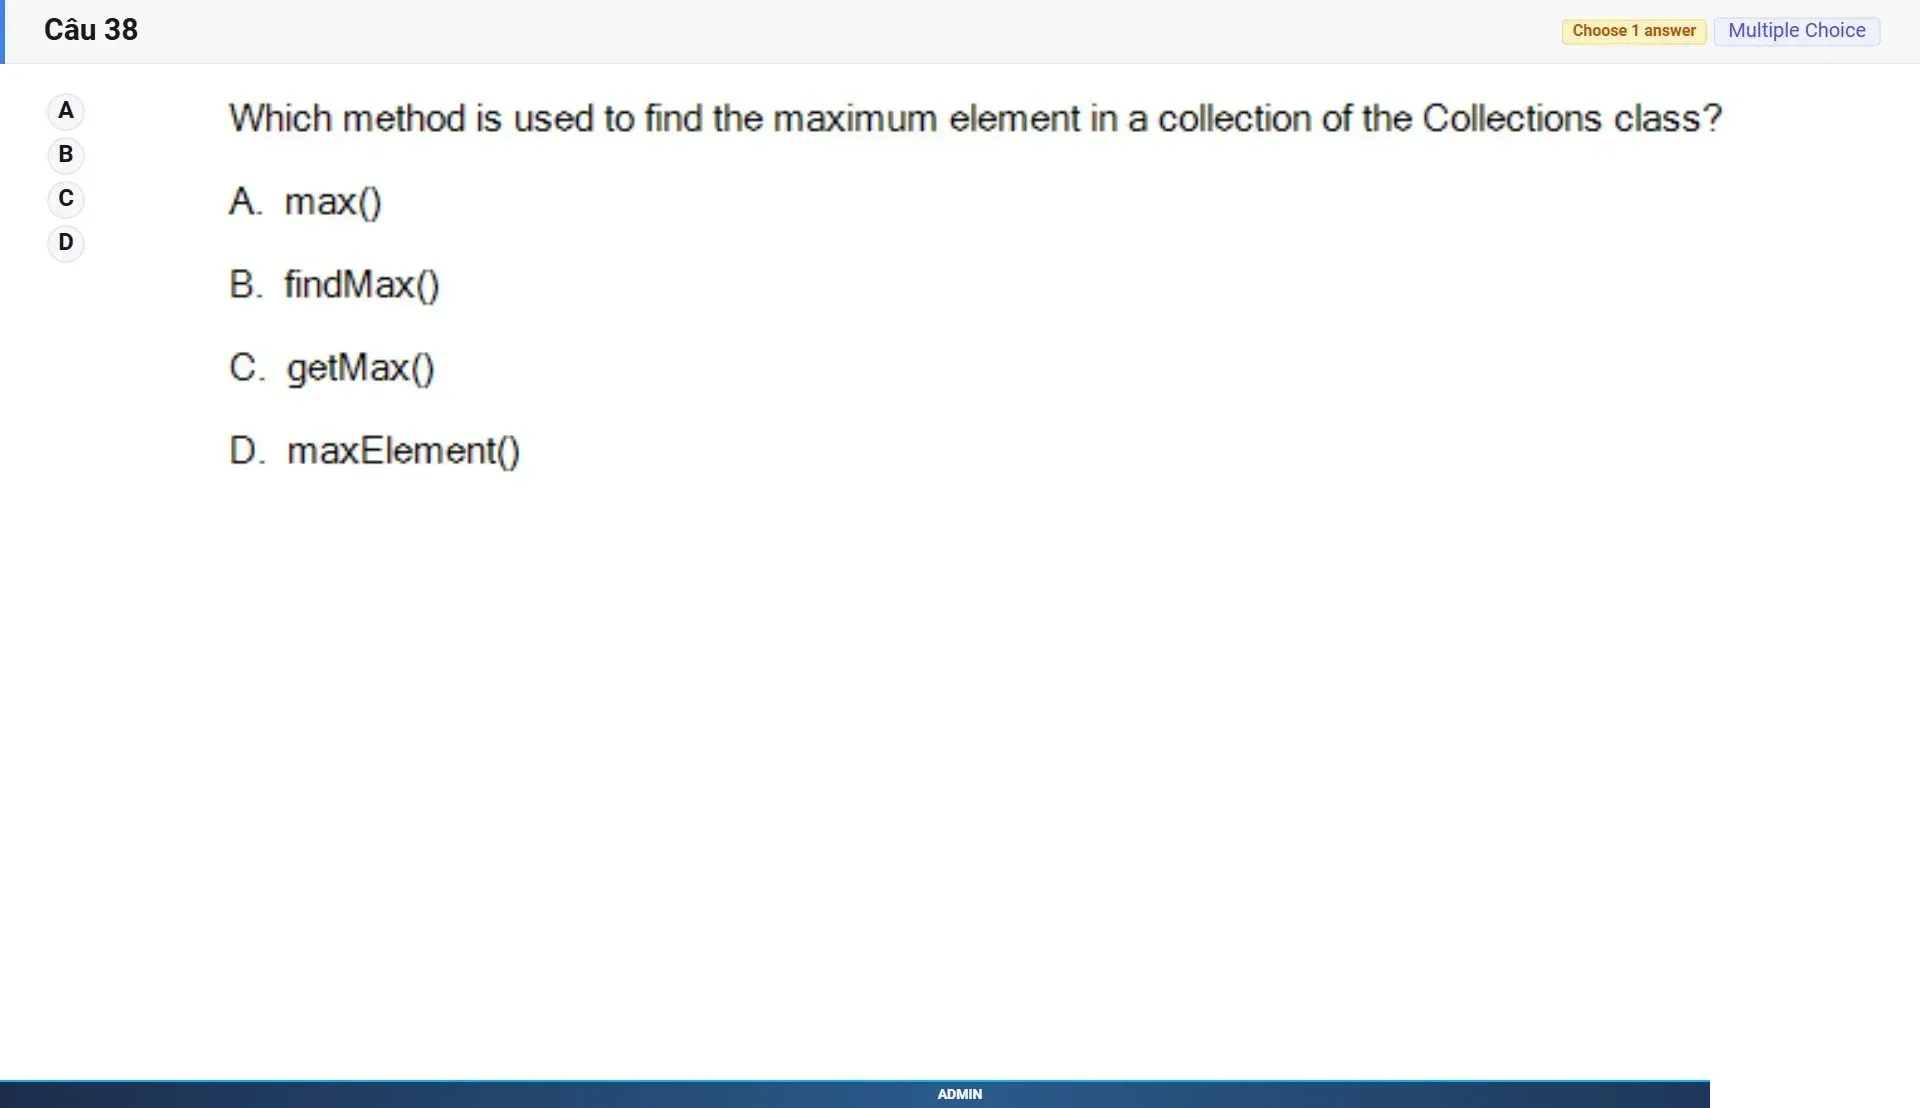 Câu 38
Choose 1 answer
Multiple Choice
A
B
C
D
Which method is used to find the maximum element in a collection of the Collections class?
A. max()
B. findMax()
C. getMax()
D. maxElement()
ADMIN